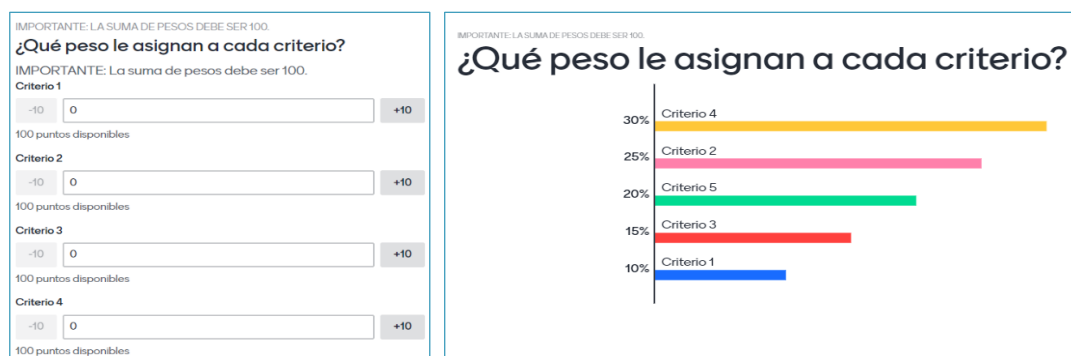 IMPORTANTE: LA SUMA DE PESOS DEBE SER 100.
¿Qué peso le asignan a cada criterio?
IMPORTANTE: La suma de pesos debe ser 100.
Criterio 1
-10 0 +10
100 puntos disponibles
Criterio 2
-10 0 +10
100 puntos disponibles
Criterio 3
-10 0 +10
100 puntos disponibles
Criterio 4
-10 0 +10
100 puntos disponibles
IMPORTANTE: LA SUMA DE PESOS DEBE SER 100.
¿Qué peso le asignan a cada criterio?
30% Criterio 4
25% Criterio 2
20% Criterio 5
15% Criterio 3
10% Criterio 1